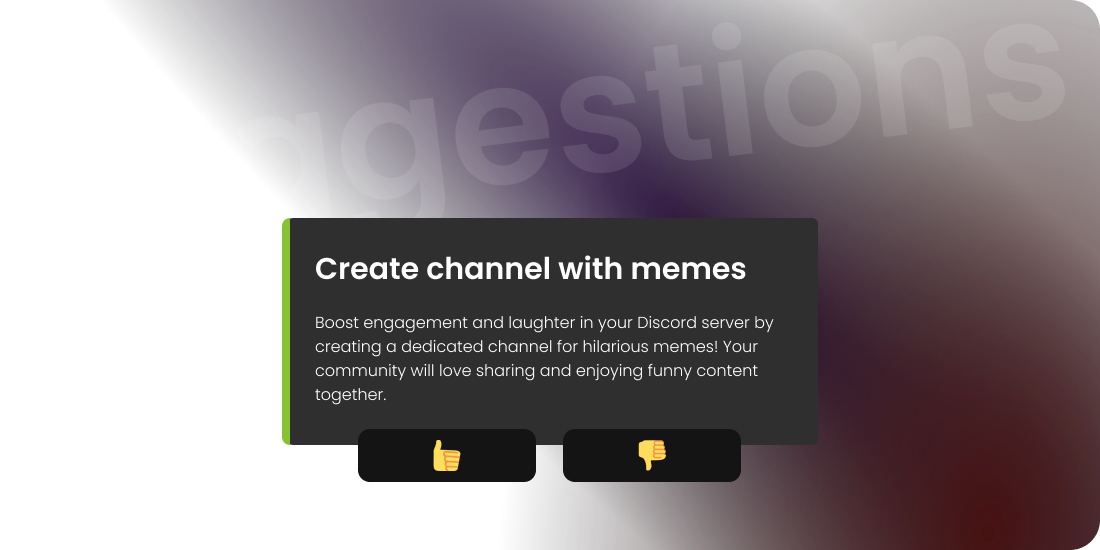 ggestions
Create channel with memes
Boost engagement and laughter in your Discord server by
creating a dedicated channel for hilarious memes! Your
community will love sharing and enjoying funny content
together.